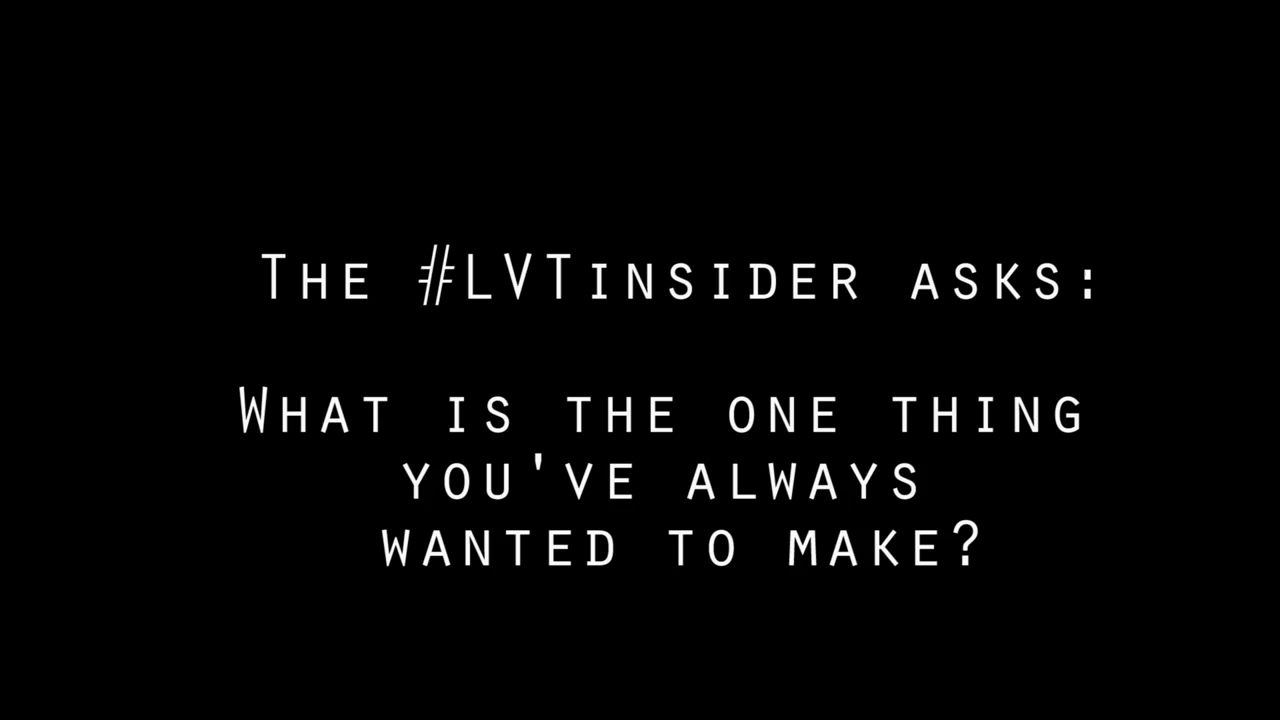 The #LVTinsider asks:
What is the one thing
you've always
wanted to make?